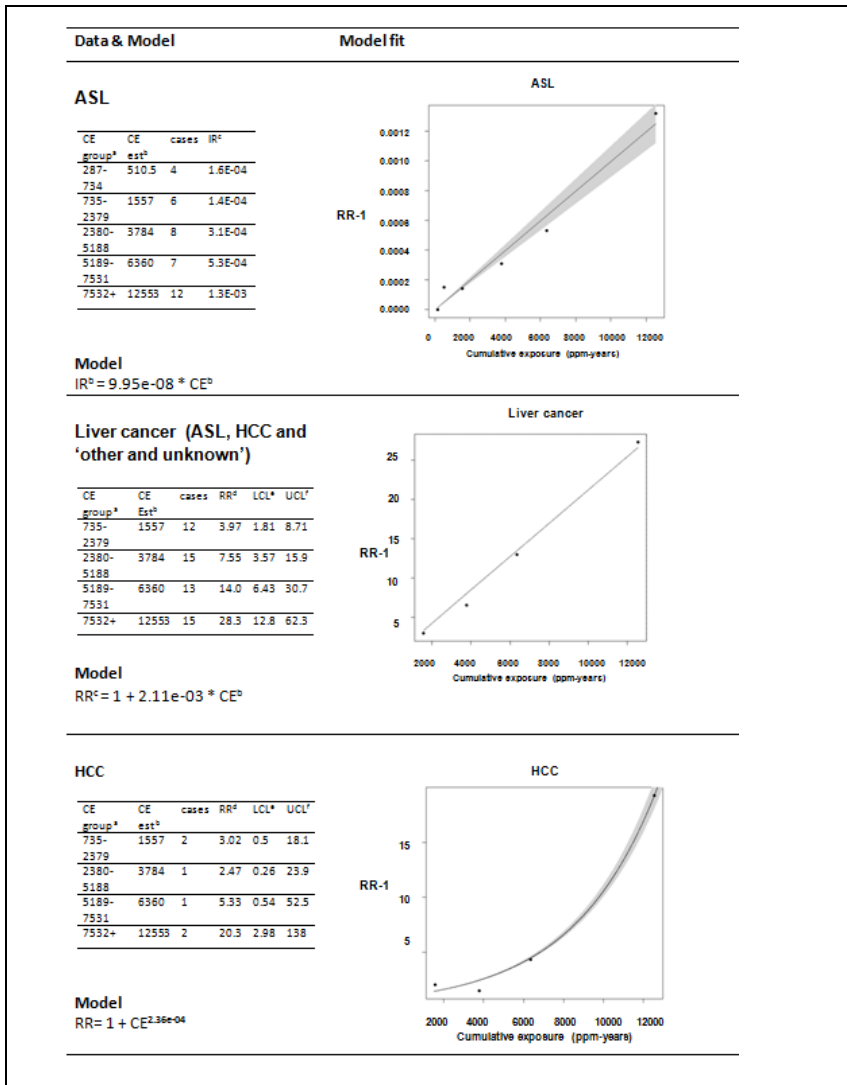 Data & Model Model fit
ASL
CE group^a CE est^b cases IR^c
287-734 510.5 4 1.6E-04
735-2379 1557 6 1.4E-04
2380-5188 3784 8 3.1E-04
5189-7531 6360 7 5.3E-04
7532+ 12553 12 1.3E-03
Model
IR^b = 9.95e-08 * CE^b
ASL
0.0012
0.0010
0.0008
RR-1
0.0006
0.0004
0.0002
0.0000
0 2000 4000 6000 8000 10000 12000
Cumulative exposure (ppm-years)
Liver cancer (ASL, HCC and
‘other and unknown’)
CE group^a CE Est^b cases RR^d LCL^e UCL^f
735-2379 1557 12 3.97 1.81 8.71
2380-5188 3784 15 7.55 3.57 15.9
5189-7531 6360 13 14.0 6.43 30.7
7532+ 12553 15 28.3 12.8 62.3
Model
RR^c = 1 + 2.11e-03 * CE^b
Liver cancer
25
20
15
RR-1
10
5
2000 4000 6000 8000 10000 12000
Cumulative exposure (ppm-years)
HCC
CE group^a CE est^b cases RR^d LCL^e UCL^f
735-2379 1557 2 3.02 0.5 18.1
2380-5188 3784 1 2.47 0.26 23.9
5189-7531 6360 1 5.33 0.54 52.5
7532+ 12553 2 20.3 2.98 138
Model
RR= 1 + CE^2.36e-04
HCC
15
RR-1
10
5
2000 4000 6000 8000 10000 12000
Cumulative exposure (ppm-years)